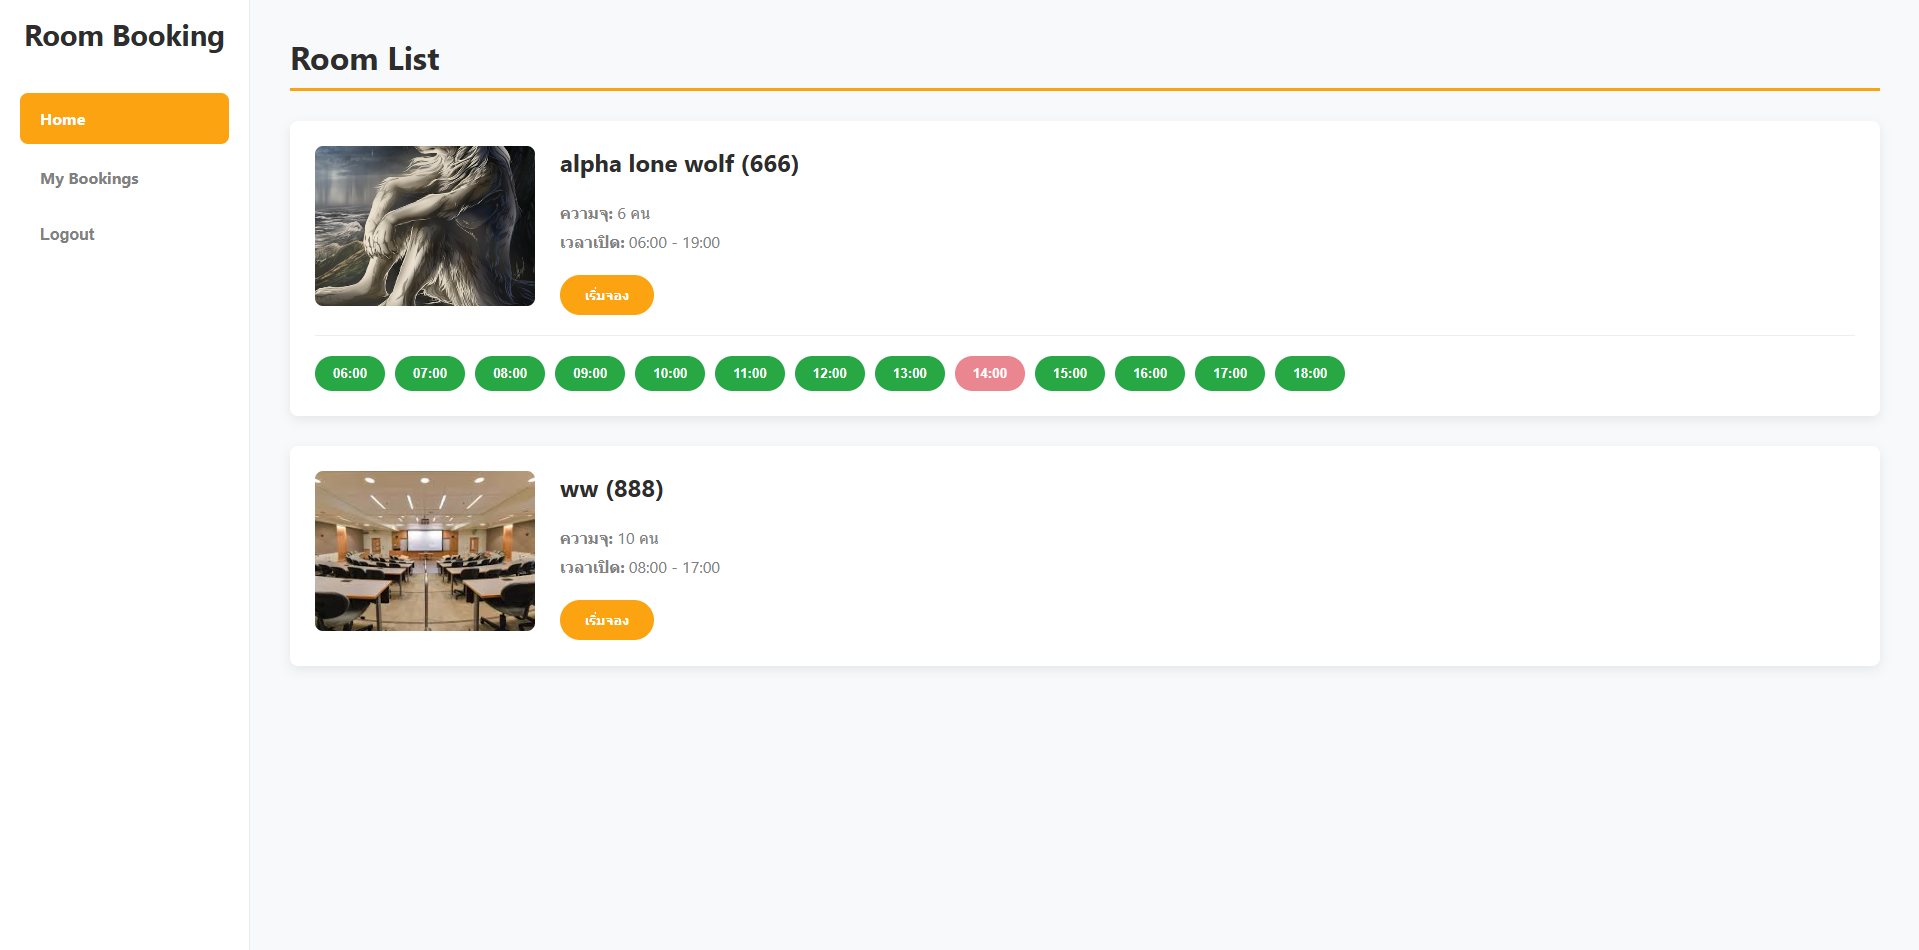 Room Booking
Home
My Bookings
Logout
Room List
alpha lone wolf (666)
ความจุ: 6 คน
เวลาเปิด: 06:00 - 19:00
เริ่มจอง
06:00 07:00 08:00 09:00 10:00 11:00 12:00 13:00 14:00 15:00 16:00 17:00 18:00
ww (888)
ความจุ: 10 คน
เวลาเปิด: 08:00 - 17:00
เริ่มจอง